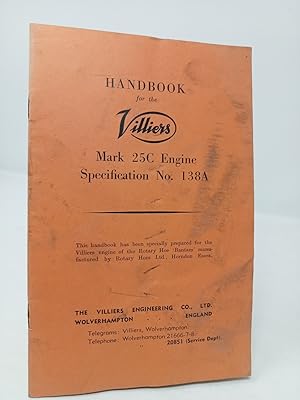 HANDBOOK
for the
Villiers
Mark 25C Engine
Specification No. 138A
This handbook has been specially prepared for the
Villiers engine of the Rotary Hoe 'Bantam' manu-
factured by Rotary Hoes Ltd., Horndon Essex.
THE VILLIERS ENGINEERING CO., LTD.
WOLVERHAMPTON . . . ENGLAND
Telegrams: Villiers, Wolverhampton.
Telephone: Wolverhampton 21666-7-8
" 20851 (Service Dept).